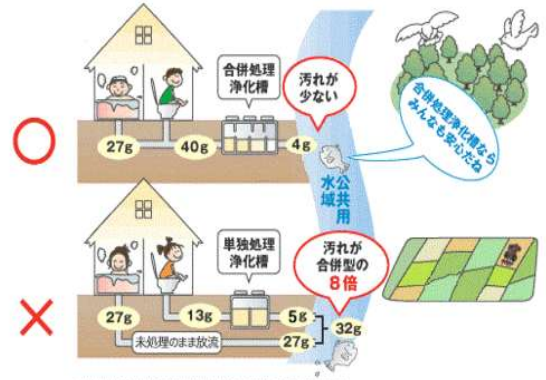 合併処理
浄化槽
汚れが
少ない
27g
40g
4g
合併処理浄化槽なら
みんなも安心だね
公共用
水域
単独処理
浄化槽
汚れが
合併型の
8倍
27g
13g
5g
32g
未処理のまま放流
27g